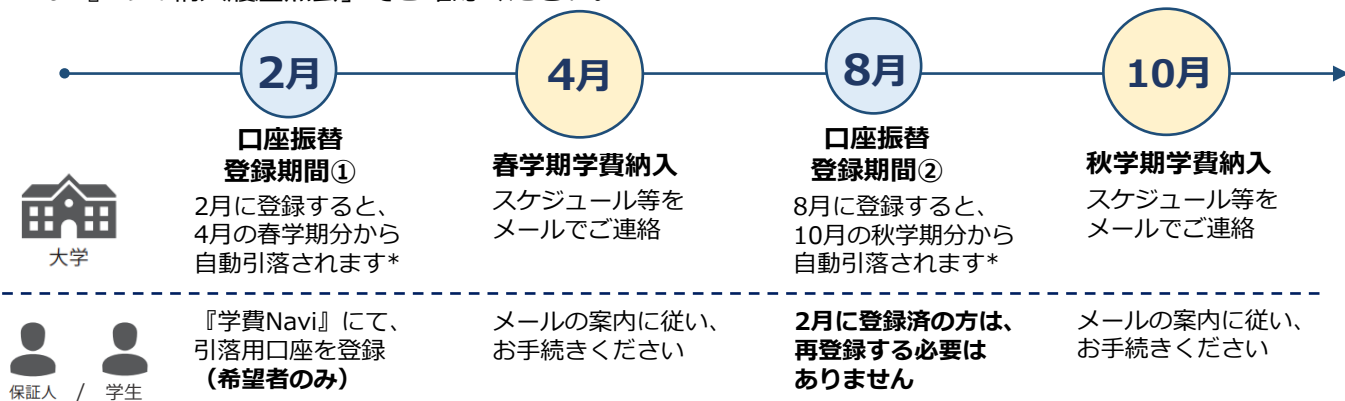 2月
4月
8月
10月
口座振替
登録期間①
2月に登録すると、
4月の春学期分から
自動引落されます*
春学期学費納入
スケジュール等を
メールでご連絡
口座振替
登録期間②
8月に登録すると、
10月の秋学期分から
自動引落されます*
秋学期学費納入
スケジュール等を
メールでご連絡
大学
『学費Navi』にて、
引落用口座を登録
（希望者のみ）
メールの案内に従い、
お手続きください
2月に登録済の方は、
再登録する必要は
ありません
メールの案内に従い、
お手続きください
保証人 / 学生